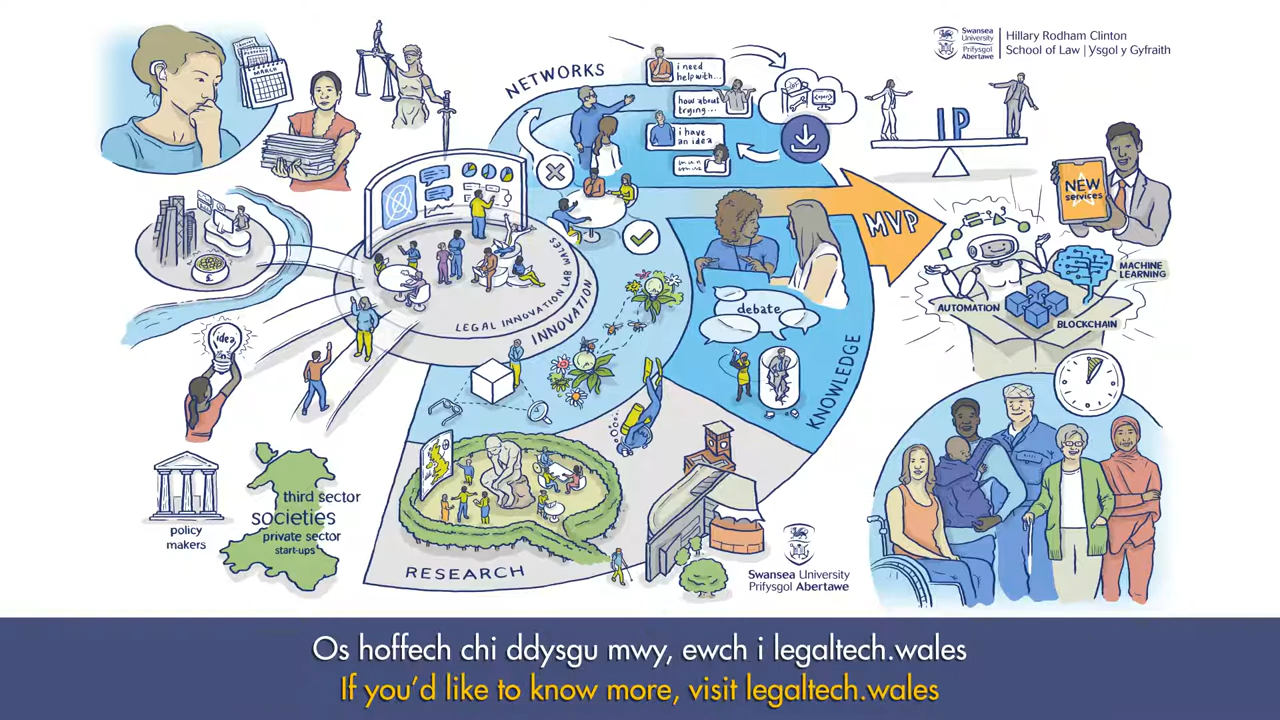 Swansea
University
Prifysgol
Abertawe
Hillary Rodham Clinton
School of Law | Ysgol y Gyfraith
MARCH
NETWORKS
i need
help with...
how about
trying...
i have
an idea
IP
NEW
services
MVP
MACHINE
LEARNING
AUTOMATION
BLOCKCHAIN
LEGAL INNOVATION LAB WALES
INNOVATION
debate
KNOWLEDGE
idea
third sector
societies
private sector
start-ups
policy
makers
RESEARCH
Swansea University
Prifysgol Abertawe
Os hoffech chi ddysgu mwy, ewch i legaltech.wales
If you'd like to know more, visit legaltech.wales